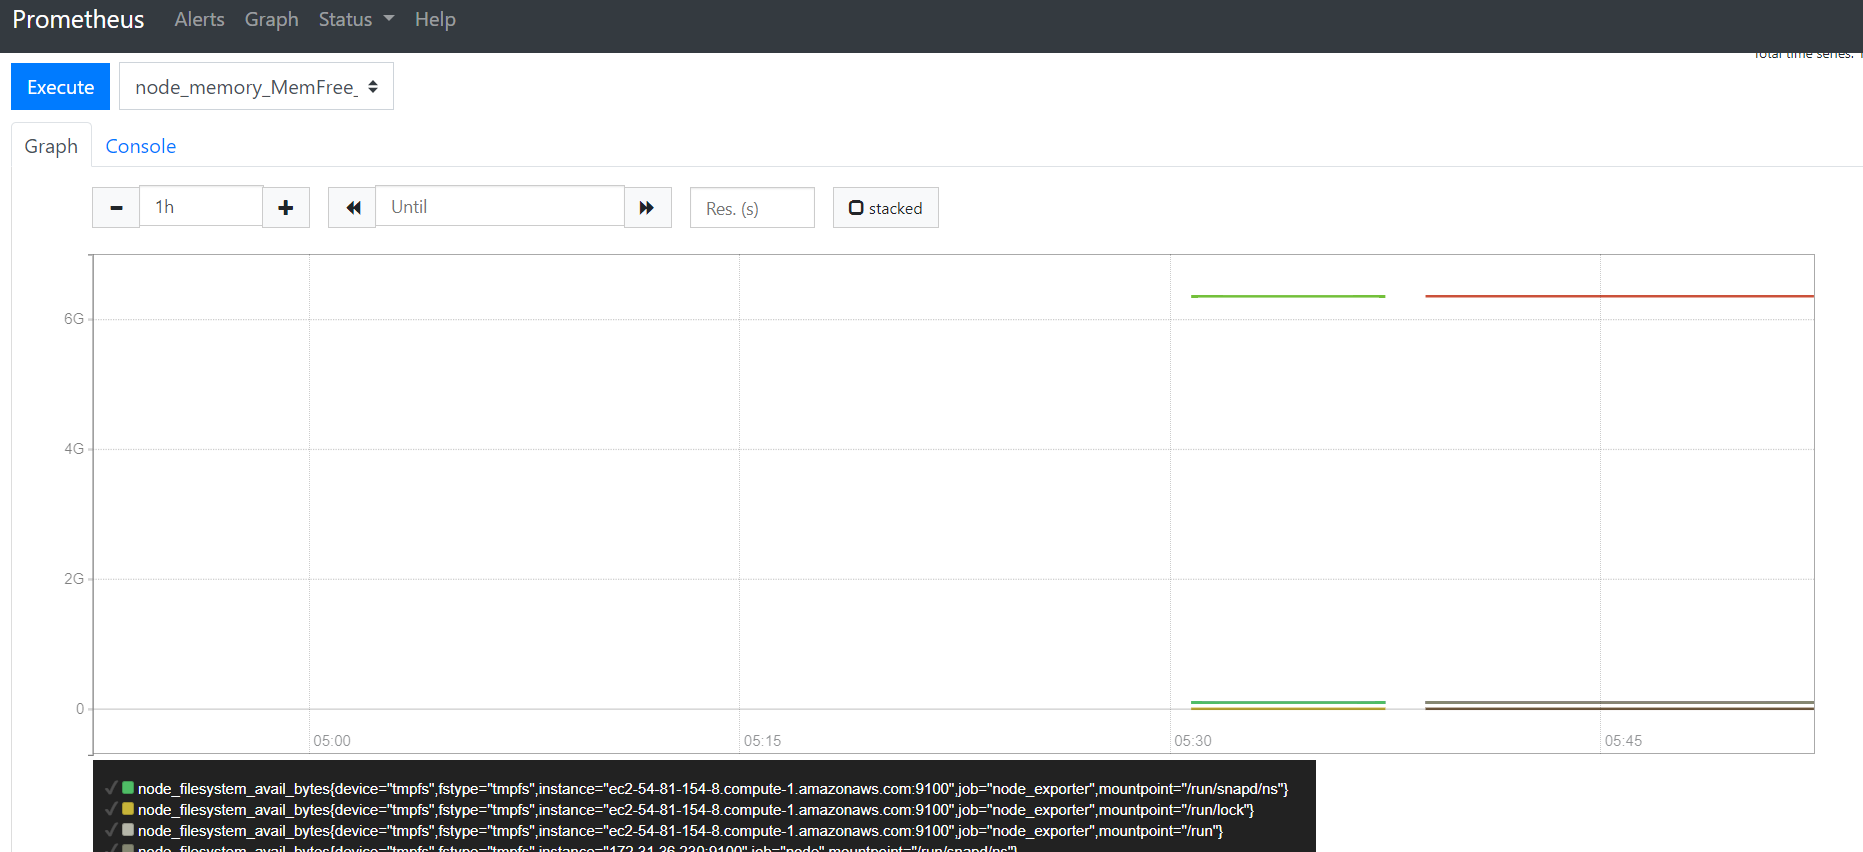 Prometheus Alerts Graph Status Help
Total time series:
Execute node_memory_MemFree_
Graph Console
1h Until Res. (s) stacked
6G
4G
2G
0
05:00 05:15 05:30 05:45
node_filesystem_avail_bytes{device="tmpfs",fstype="tmpfs",instance="ec2-54-81-154-8.compute-1.amazonaws.com:9100",job="node_exporter",mountpoint="/run/snapd/ns"}
node_filesystem_avail_bytes{device="tmpfs",fstype="tmpfs",instance="ec2-54-81-154-8.compute-1.amazonaws.com:9100",job="node_exporter",mountpoint="/run/lock"}
node_filesystem_avail_bytes{device="tmpfs",fstype="tmpfs",instance="ec2-54-81-154-8.compute-1.amazonaws.com:9100",job="node_exporter",mountpoint="/run"}
node_filesystem_avail_bytes{device="tmpfs",fstype="tmpfs",instance="172.31.36.230:9100",job="node",mountpoint="/run/snapd/ns"}